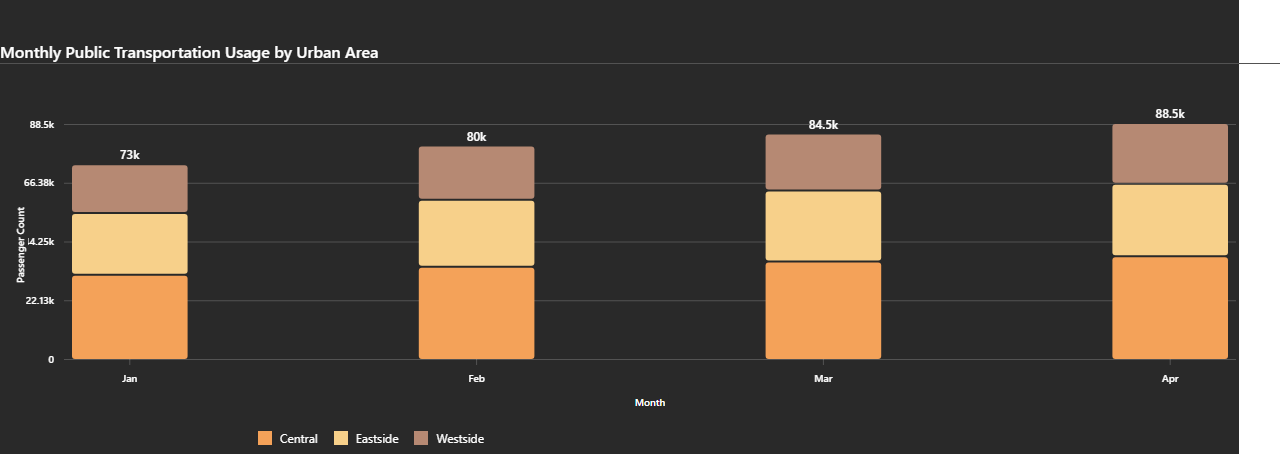 Monthly Public Transportation Usage by Urban Area
88.5k
66.38k
22.13k
0
Passenger Count
73k
80k
84.5k
88.5k
Jan
Feb
Mar
Apr
Month
Central
Eastside
Westside